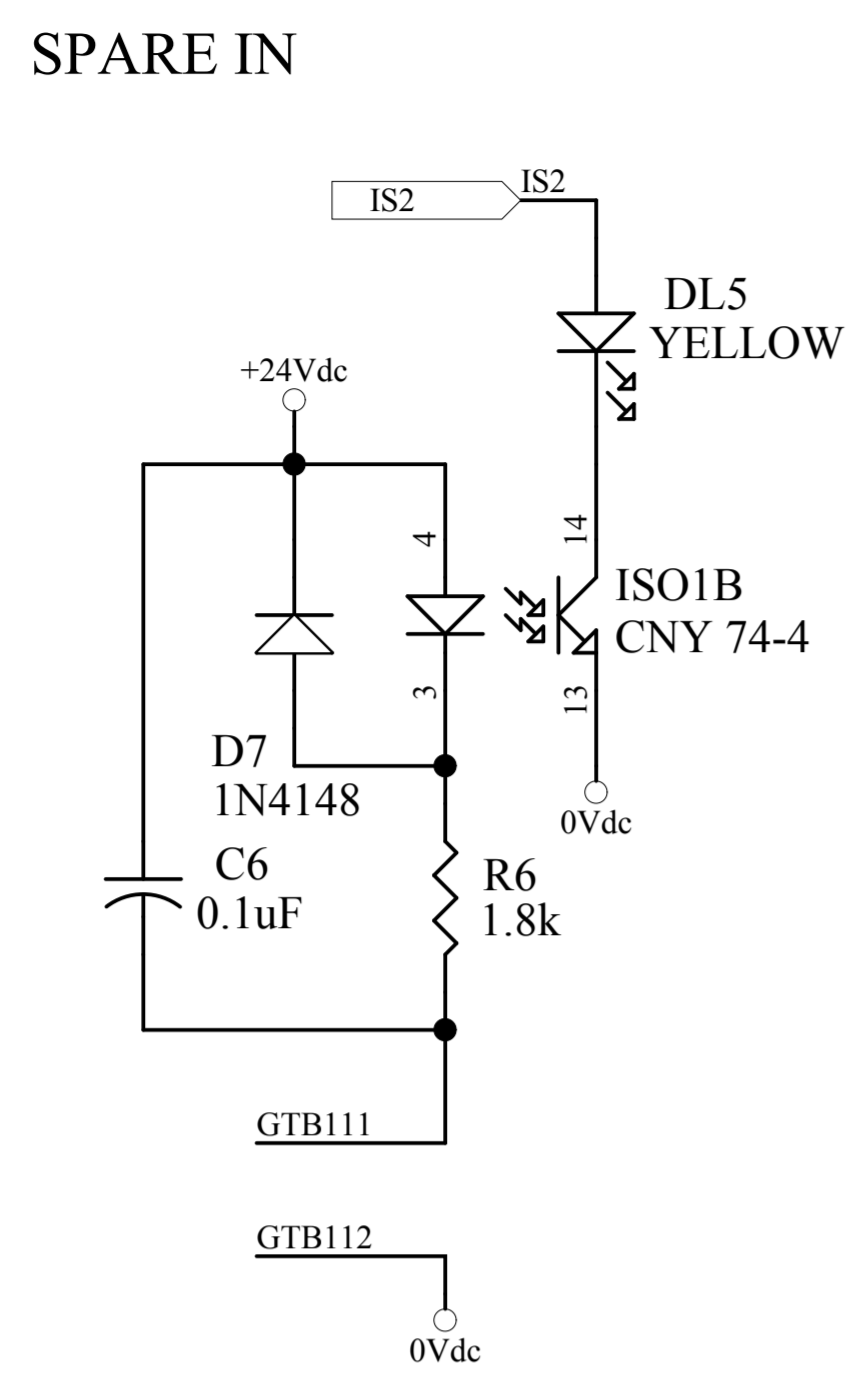 SPARE IN
IS2
IS2
DL5
YELLOW
+24Vdc
4
14
ISO1B
CNY 74-4
3
13
D7
1N4148
0Vdc
C6
0.1uF
R6
1.8k
GTB111
GTB112
0Vdc